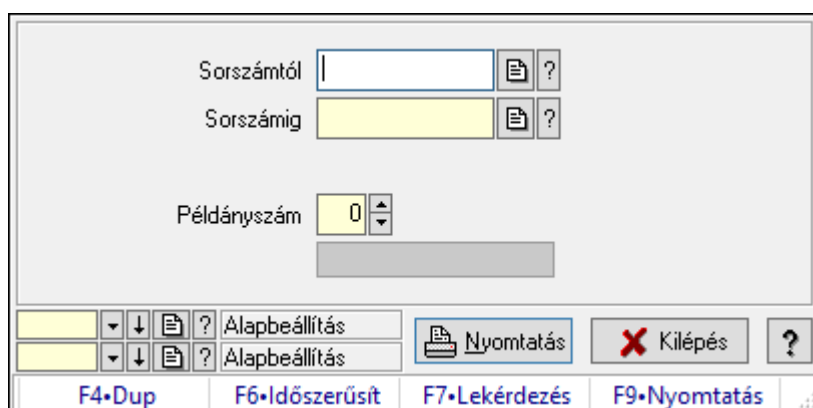 Sorszámtól ?
Sorszámig ?
Példányszám 0
? Alapbeállítás
? Alapbeállítás
Nyomtatás Kilépés ?
F4•Dup F6•Időszerűsít F7•Lekérdezés F9•Nyomtatás